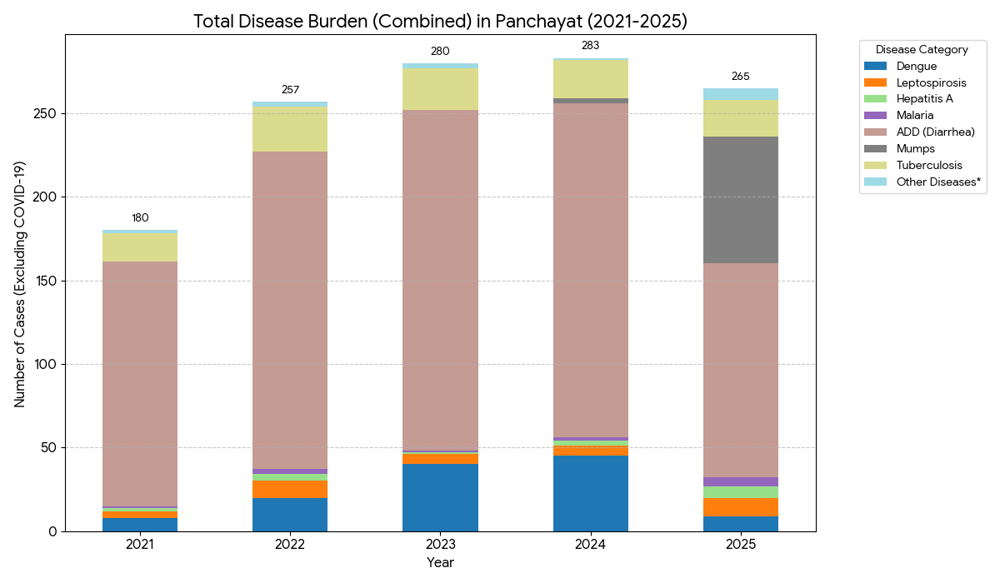 Total Disease Burden (Combined) in Panchayat (2021-2025)
Number of Cases (Excluding COVID-19)
250
200
150
100
50
0
180
257
280
283
265
2021
2022
2023
2024
2025
Year
Disease Category
Dengue
Leptospirosis
Hepatitis A
Malaria
ADD (Diarrhea)
Mumps
Tuberculosis
Other Diseases*